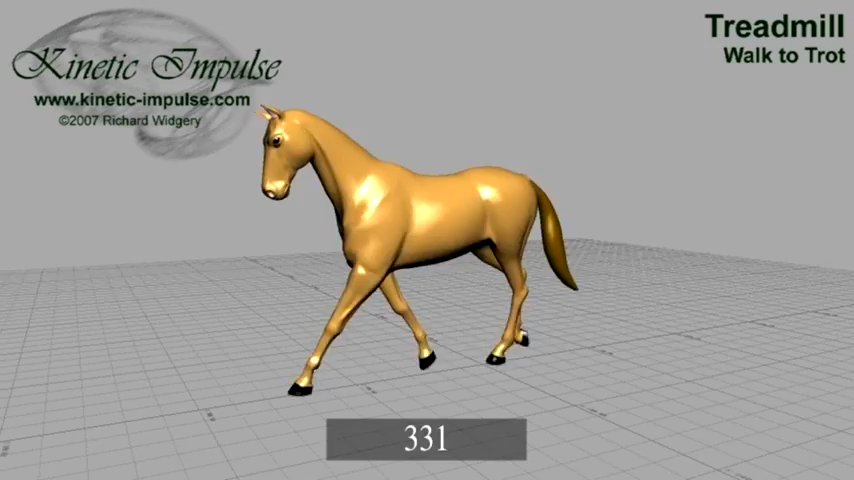 Kinetic Impulse
www.kinetic-impulse.com
©2007 Richard Widgery
Treadmill
Walk to Trot
331